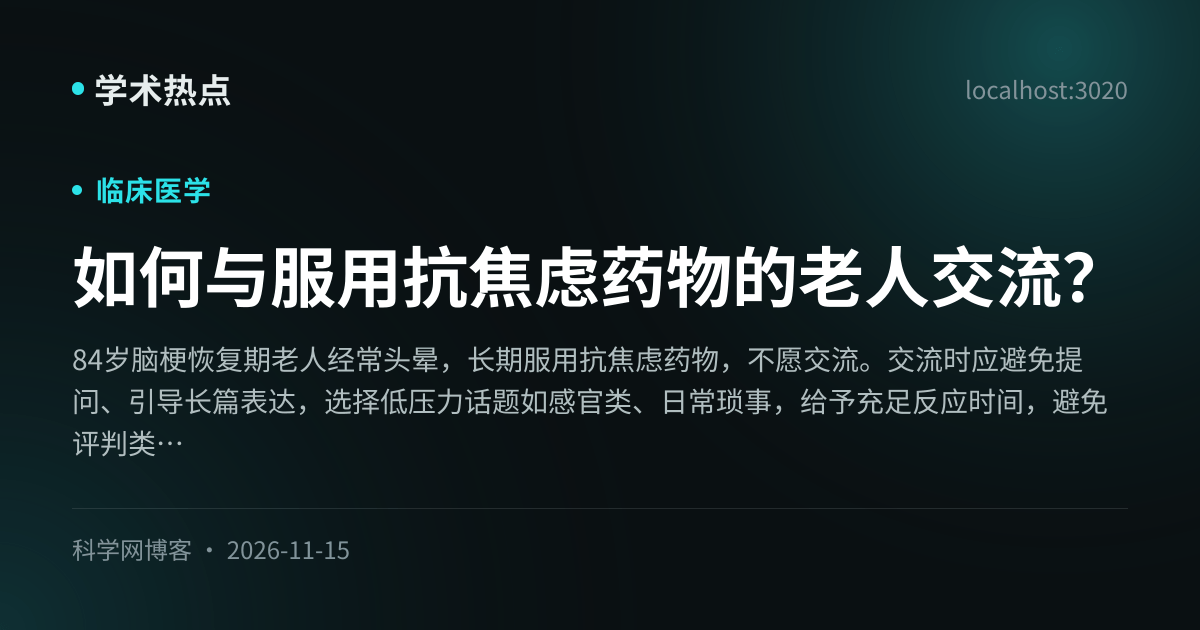 学术热点
localhost:3020
临床医学
如何与服用抗焦虑药物的老人交流？
84岁脑梗恢复期老人经常头晕，长期服用抗焦虑药物，不愿交流。交流时应避免提
问、引导长篇表达，选择低压力话题如感官类、日常琐事，给予充足反应时间，避免
评判类…
科学网博客 • 2026-11-15